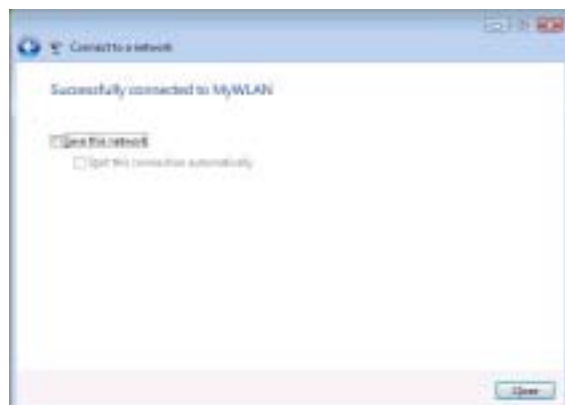 Connect to a network
Successfully connected to MyWLAN
Save this network
Start this connection automatically
Close